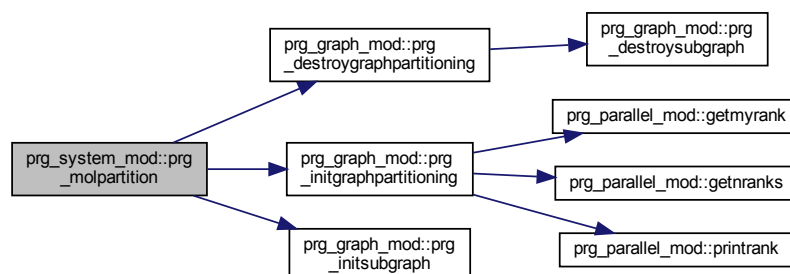 prg_system_mod::prg
_molpartition
prg_graph_mod::prg
_destroygraphpartitioning
prg_graph_mod::prg
_destroysubgraph
prg_graph_mod::prg
_initgraphpartitioning
prg_parallel_mod::getmyrank
prg_parallel_mod::getnranks
prg_parallel_mod::printrank
prg_graph_mod::prg
_initsubgraph